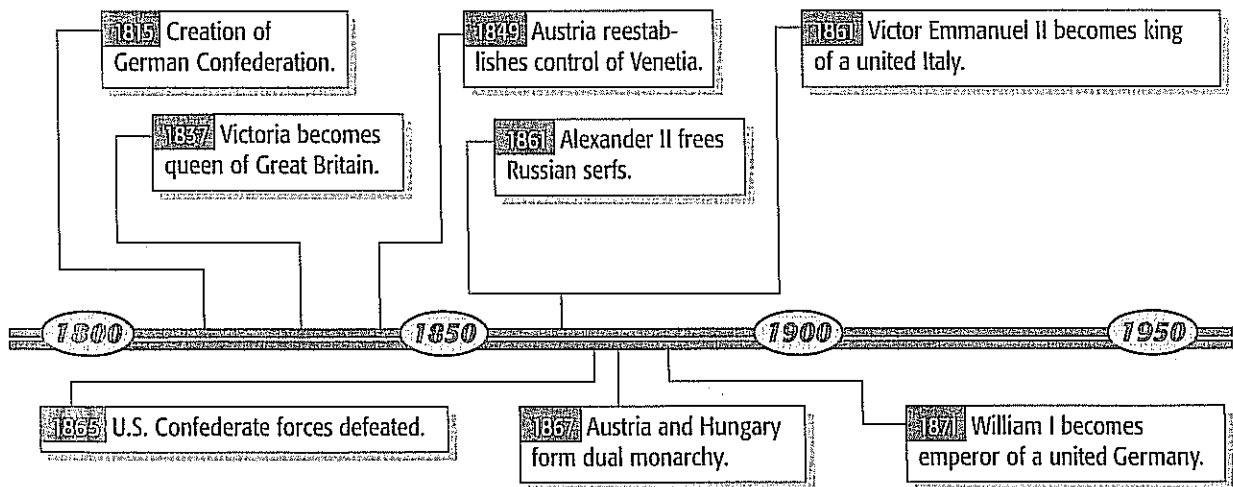 1815 Creation of
German Confederation.
1849 Austria reestab-
lishes control of Venetia.
1861 Victor Emmanuel II becomes king
of a united Italy.
1837 Victoria becomes
queen of Great Britain.
1861 Alexander II frees
Russian serfs.
1800
1850
1900
1950
1865 U.S. Confederate forces defeated.
1867 Austria and Hungary
form dual monarchy.
1871 William I becomes
emperor of a united Germany.